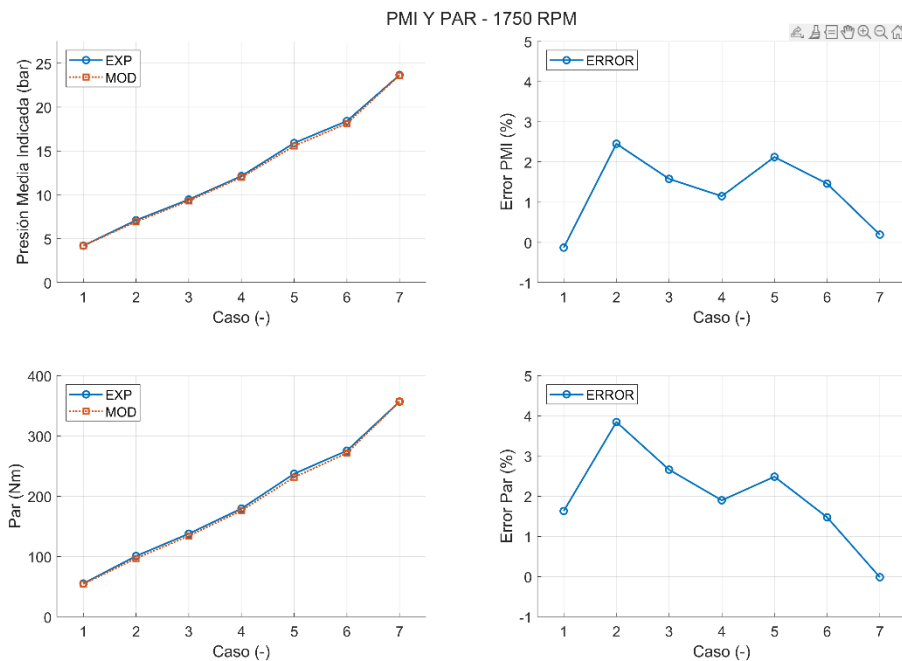 PMI Y PAR - 1750 RPM
EXP
MOD
Presión Media Indicada (bar)
25
20
15
10
5
0
1 2 3 4 5 6 7
Caso (-)
ERROR
Error PMI (%)
5
4
3
2
1
0
-1
1 2 3 4 5 6 7
Caso (-)
EXP
MOD
Par (Nm)
400
300
200
100
0
1 2 3 4 5 6 7
Caso (-)
ERROR
Error Par (%)
5
4
3
2
1
0
-1
1 2 3 4 5 6 7
Caso (-)